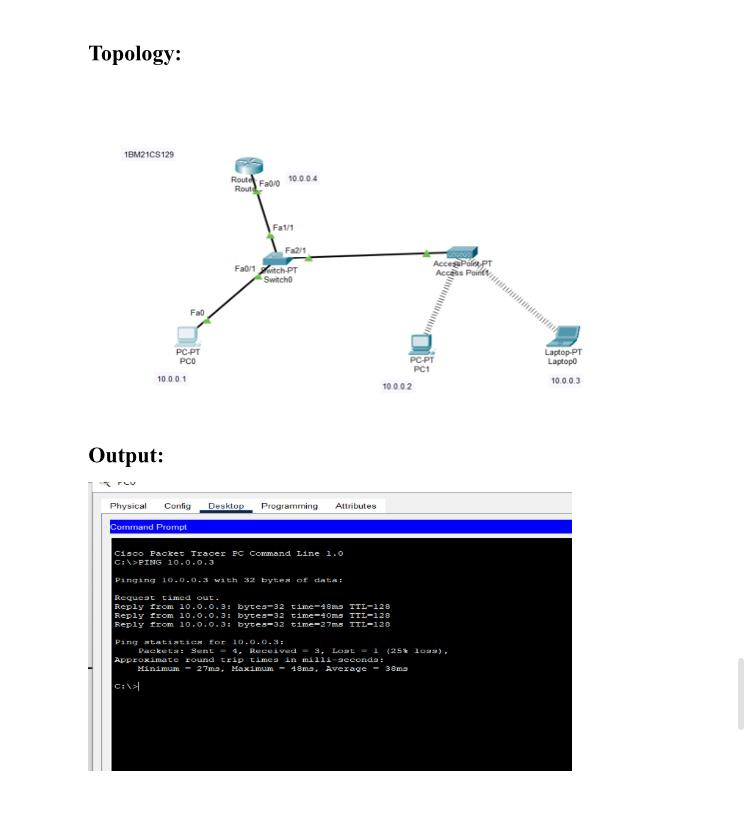 Topology:
1BM21CS129
Fa0/0
10.0.0.4
Fa1/1
Fa2/1
AccessPoint-PT
Access Point1
Fa0/1
Switch-PT
Switch0
Fa0
PC-PT
PC0
10.0.0.1
PC-PT
PC1
10.0.0.2
Laptop-PT
Laptop0
10.0.0.3
Output:
PC0
Physical Config Desktop Programming Attributes
Command Prompt
Cisco Packet Tracer PC Command Line 1.0
C:\>PING 10.0.0.3
Pinging 10.0.0.3 with 32 bytes of data:
Request timed out.
Reply from 10.0.0.3: bytes=32 time=48ms TTL=128
Reply from 10.0.0.3: bytes=32 time=40ms TTL=128
Reply from 10.0.0.3: bytes=32 time=27ms TTL=128
Ping statistics for 10.0.0.3:
Packets: Sent = 4, Received = 3, Lost = 1 (25% loss),
Approximate round trip times in milli-seconds:
Minimum = 27ms, Maximum = 48ms, Average = 38ms
C:\>